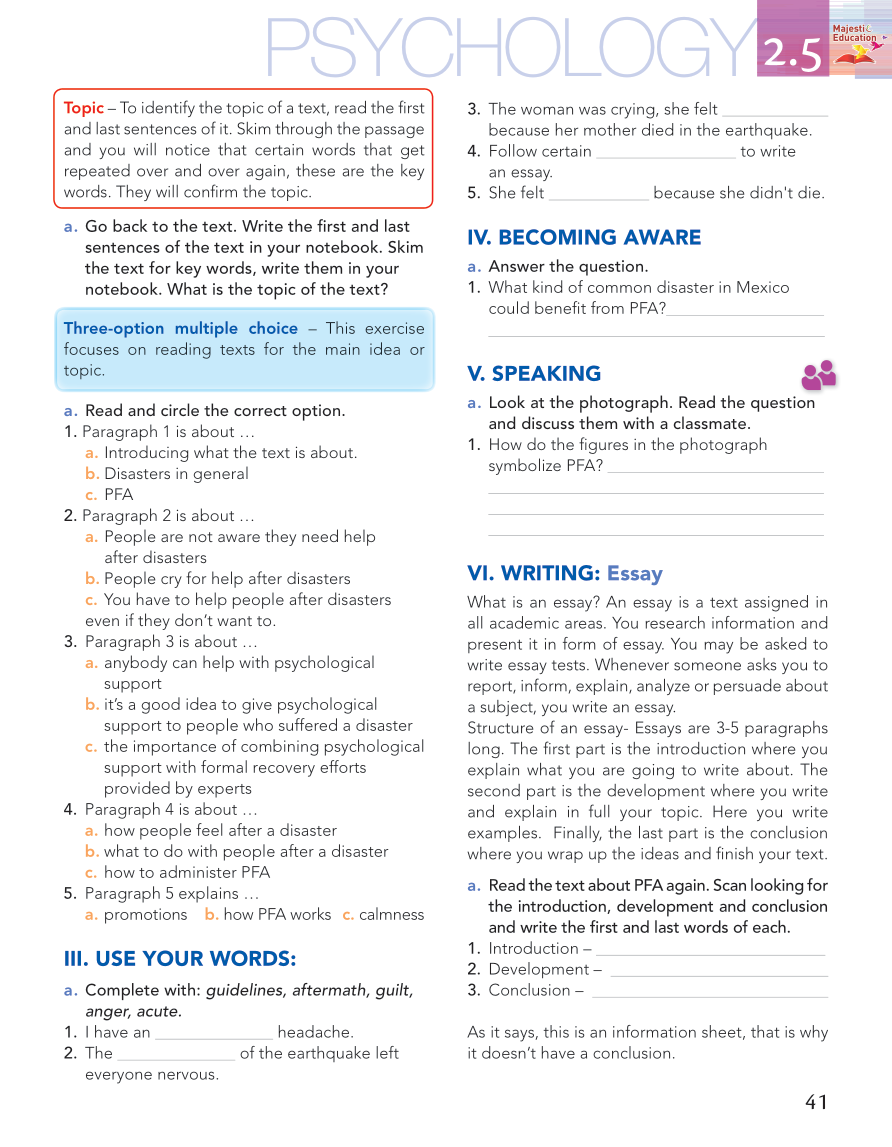 PSYCHOLOGY 2.5
Majestic
Education
Topic – To identify the topic of a text, read the first
and last sentences of it. Skim through the passage
and you will notice that certain words that get
repeated over and over again, these are the key
words. They will confirm the topic.
a. Go back to the text. Write the first and last
sentences of the text in your notebook. Skim
the text for key words, write them in your
notebook. What is the topic of the text?
Three-option multiple choice – This exercise
focuses on reading texts for the main idea or
topic.
a. Read and circle the correct option.
1. Paragraph 1 is about …
a. Introducing what the text is about.
b. Disasters in general
c. PFA
2. Paragraph 2 is about …
a. People are not aware they need help
after disasters
b. People cry for help after disasters
c. You have to help people after disasters
even if they don’t want to.
3. Paragraph 3 is about …
a. anybody can help with psychological
support
b. it’s a good idea to give psychological
support to people who suffered a disaster
c. the importance of combining psychological
support with formal recovery efforts
provided by experts
4. Paragraph 4 is about …
a. how people feel after a disaster
b. what to do with people after a disaster
c. how to administer PFA
5. Paragraph 5 explains …
a. promotions b. how PFA works c. calmness
III. USE YOUR WORDS:
a. Complete with: guidelines, aftermath, guilt,
anger, acute.
1. I have an ______________ headache.
2. The ______________ of the earthquake left
everyone nervous.
3. The woman was crying, she felt _____________
because her mother died in the earthquake.
4. Follow certain _________________ to write
an essay.
5. She felt ____________ because she didn't die.
IV. BECOMING AWARE
a. Answer the question.
1. What kind of common disaster in Mexico
could benefit from PFA?___________________
V. SPEAKING
a. Look at the photograph. Read the question
and discuss them with a classmate.
1. How do the figures in the photograph
symbolize PFA? __________________________
VI. WRITING: Essay
What is an essay? An essay is a text assigned in
all academic areas. You research information and
present it in form of essay. You may be asked to
write essay tests. Whenever someone asks you to
report, inform, explain, analyze or persuade about
a subject, you write an essay.
Structure of an essay- Essays are 3-5 paragraphs
long. The first part is the introduction where you
explain what you are going to write about. The
second part is the development where you write
and explain in full your topic. Here you write
examples. Finally, the last part is the conclusion
where you wrap up the ideas and finish your text.
a. Read the text about PFA again. Scan looking for
the introduction, development and conclusion
and write the first and last words of each.
1. Introduction – ____________________________
2. Development – __________________________
3. Conclusion – ____________________________
As it says, this is an information sheet, that is why
it doesn’t have a conclusion.
41